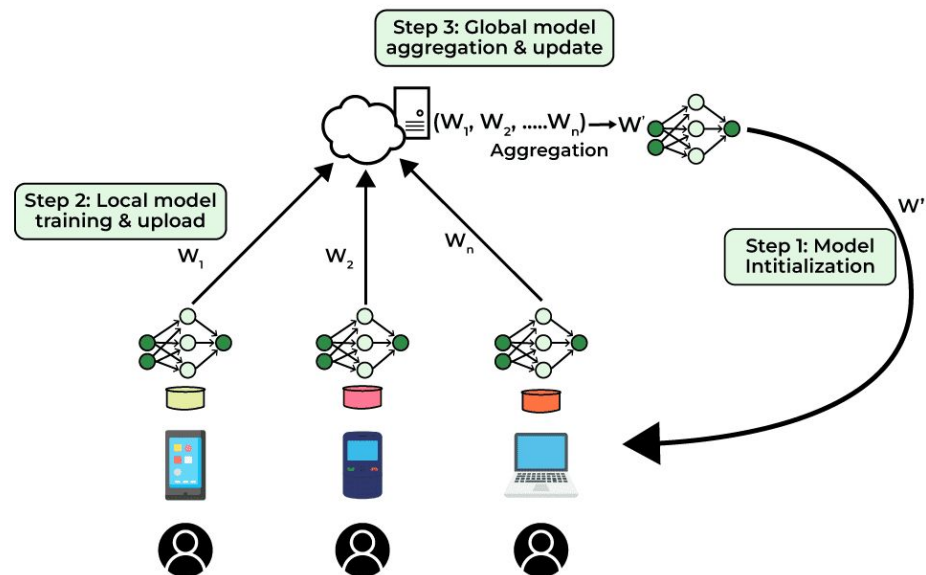 Step 3: Global model
aggregation & update
(W₁, W₂, .....Wₙ) → W'
Aggregation
Step 2: Local model
training & upload
W₁
W₂
Wₙ
W'
Step 1: Model
Intitialization